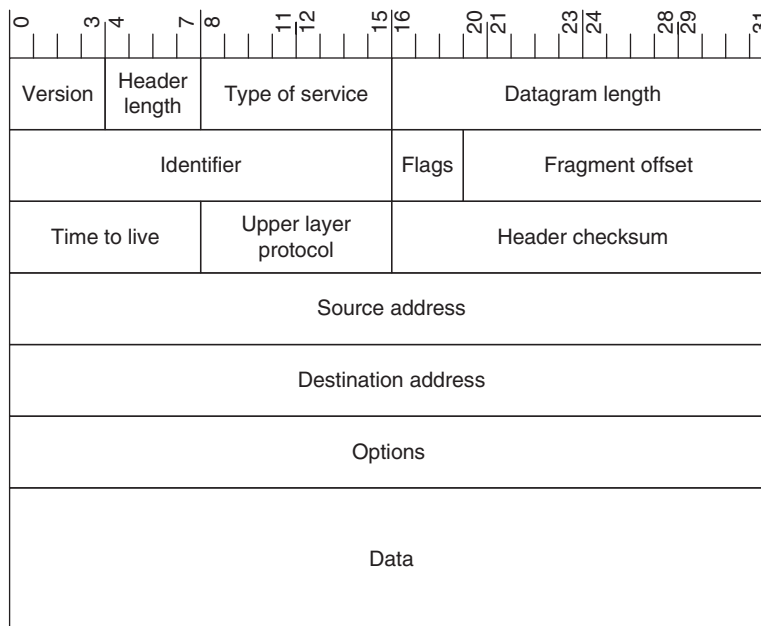 0 3 4 7 8 11 12 15 16 20 21 23 24 28 29 31
Version Header length Type of service Datagram length
Identifier Flags Fragment offset
Time to live Upper layer protocol Header checksum
Source address
Destination address
Options
Data